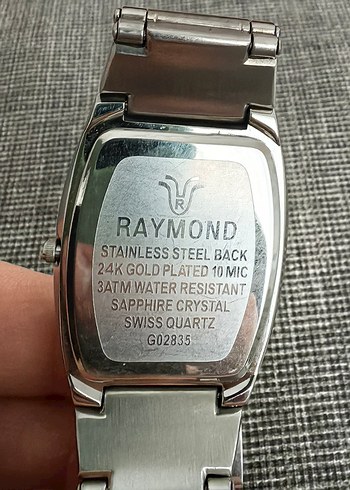 R
RAYMOND
STAINLESS STEEL BACK
24K GOLD PLATED 10 MIC
3ATM WATER RESISTANT
SAPPHIRE CRYSTAL
SWISS QUARTZ
G02835